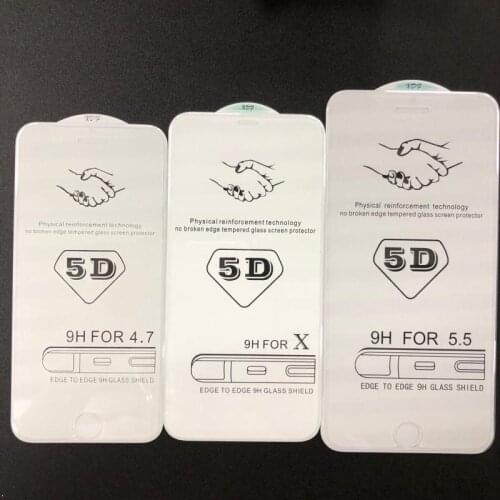 Physical reinforcement technology
no broken edge tempered glass screen protector
5D
9H FOR 4.7
EDGE TO EDGE 9H GLASS SHIELD
Physical reinforcement technology
no broken edge tempered glass screen protector
5D
9H FOR X
EDGE TO EDGE 9H GLASS SHIELD
Physical reinforcement technology
no broken edge tempered glass screen protector
5D
9H FOR 5.5
EDGE TO EDGE 9H GLASS SHIELD